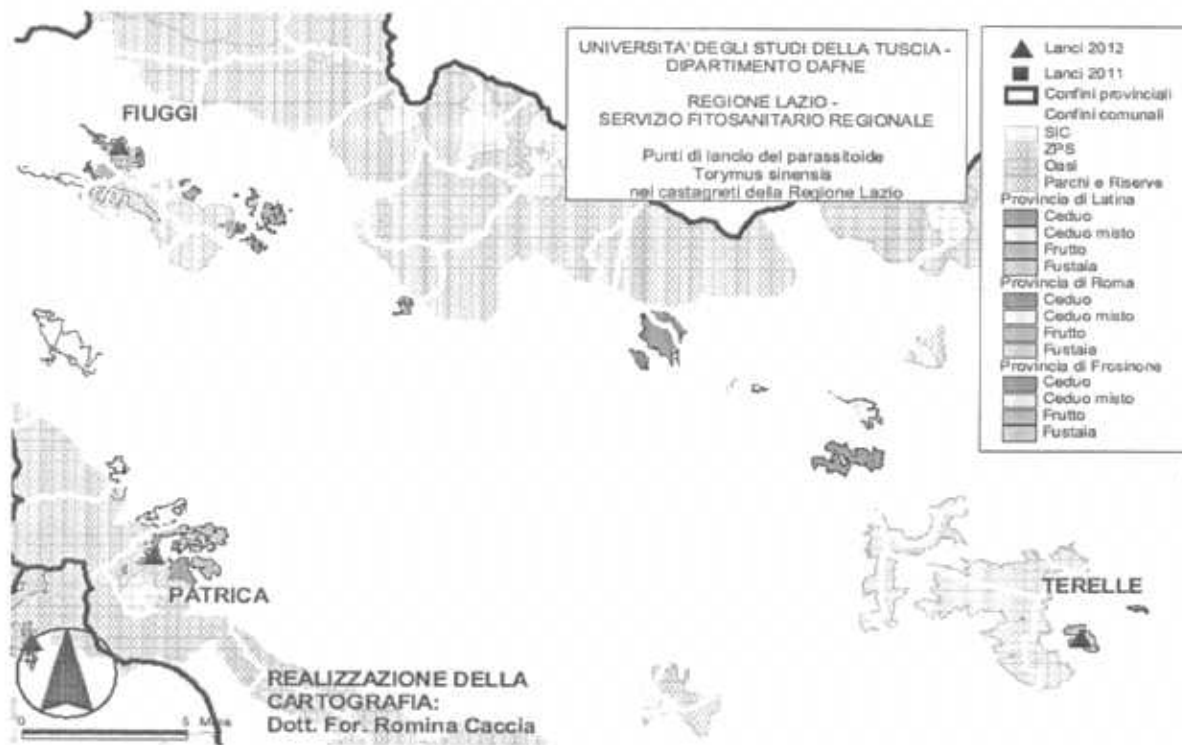 UNIVERSITA' DEGLI STUDI DELLA TUSCIA -
DIPARTIMENTO DAFNE
REGIONE LAZIO -
SERVIZIO FITOSANITARIO REGIONALE
Punti di lancio del parassitoide
Torymus sinensis
nei castagneti della Regione Lazio
Lanci 2012
Lanci 2011
Confini provinciali
Confini comunali
SIC
ZPS
Oasi
Parchi e Riserve
Provincia di Latina
Ceduo
Ceduo misto
Frutto
Fustaia
Provincia di Roma
Ceduo
Ceduo misto
Frutto
Fustaia
Provincia di Frosinone
Ceduo
Ceduo misto
Frutto
Fustaia
FIUGGI
PATRICA
TERELLE
REALIZZAZIONE DELLA
CARTOGRAFIA:
Dott. For. Romina Caccia
0 5 Miles